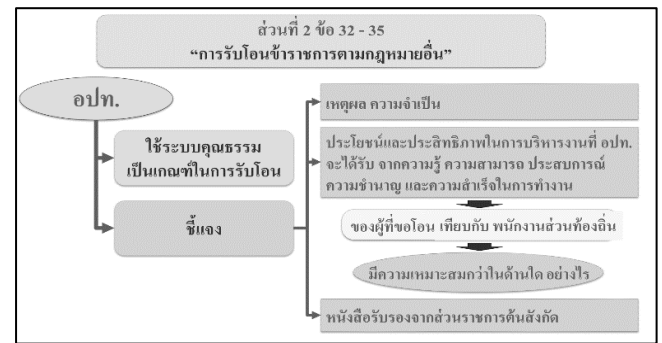 ส่วนที่ 2 ข้อ 32 - 35
“การรับโอนข้าราชการตามกฎหมายอื่น”
อปท.
ใช้ระบบคุณธรรม
เป็นเกณฑ์ในการรับโอน
ชี้แจง
เหตุผล ความจำเป็น
ประโยชน์และประสิทธิภาพในการบริหารงานที่ อปท.
จะได้รับ จากความรู้ ความสามารถ ประสบการณ์
ความชำนาญ และความสำเร็จในการทำงาน
ของผู้ที่ขอโอน เทียบกับ พนักงานส่วนท้องถิ่น
มีความเหมาะสมกว่าในด้านใด อย่างไร
หนังสือรับรองจากส่วนราชการต้นสังกัด